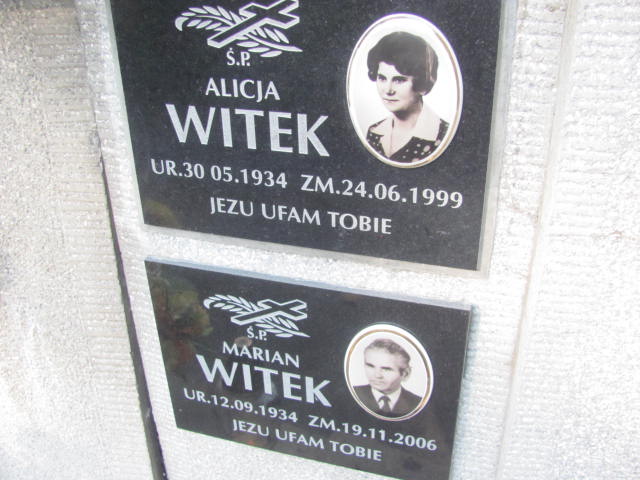 Ś.P.
ALICJA
WITEK
UR.30 05.1934 ZM.24.06.1999
JEZU UFAM TOBIE
Ś.P.
MARIAN
WITEK
UR.12.09.1934 ZM.19.11.2006
JEZU UFAM TOBIE